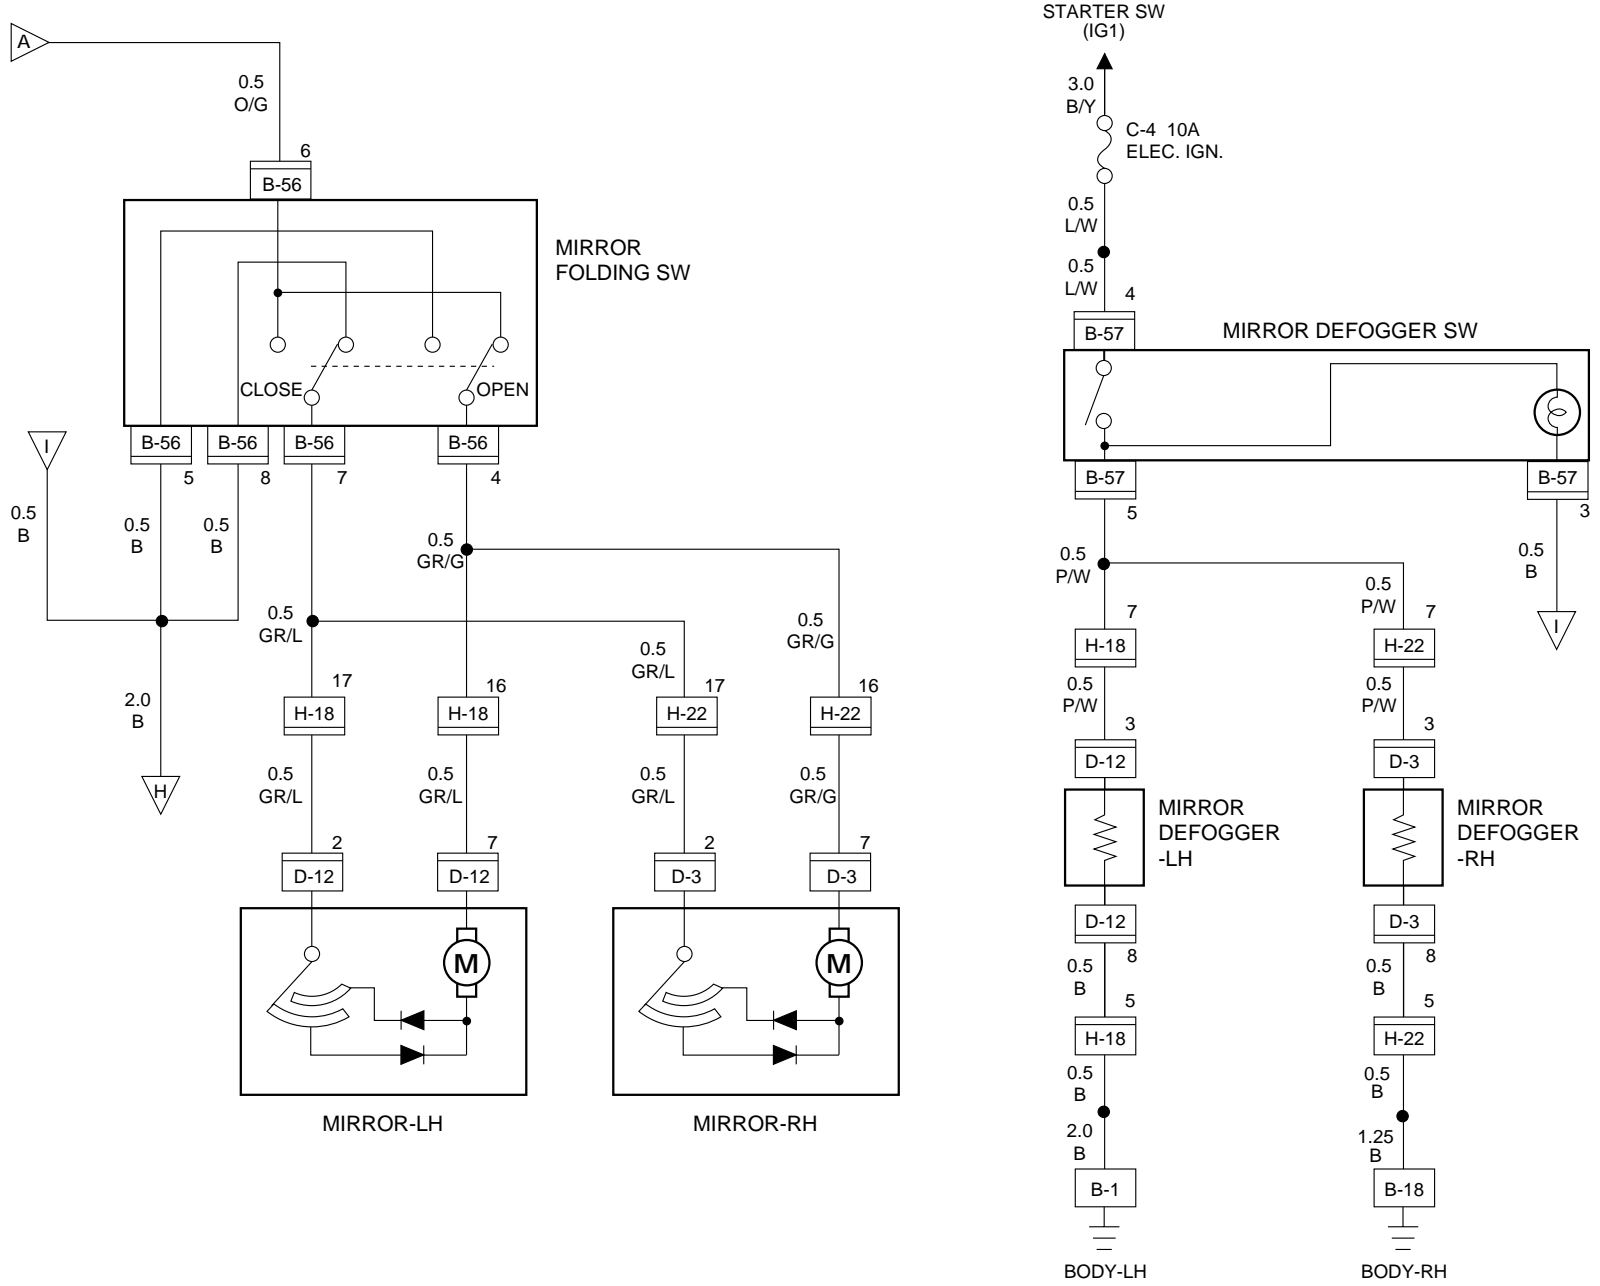 A
0.5
O/G
6
B-56
MIRROR
FOLDING SW
CLOSE
OPEN
B-56
B-56
B-56
B-56
5
8
7
4
I
0.5
B
0.5
B
0.5
B
0.5
GR/G
0.5
GR/L
0.5
GR/L
0.5
GR/G
2.0
B
H
17
H-18
16
H-18
17
H-22
16
H-22
0.5
GR/L
0.5
GR/L
0.5
GR/L
0.5
GR/G
2
D-12
7
D-12
2
D-3
7
D-3
M
M
MIRROR-LH
MIRROR-RH
STARTER SW
(IG1)
3.0
B/Y
C-4 10A
ELEC. IGN.
0.5
L/W
0.5
L/W
4
B-57
MIRROR DEFOGGER SW
B-57
5
B-57
3
0.5
P/W
0.5
P/W
0.5
B
I
7
H-18
7
H-22
0.5
P/W
0.5
P/W
3
D-12
3
D-3
MIRROR
DEFOGGER
-LH
MIRROR
DEFOGGER
-RH
D-12
8
D-3
8
0.5
B
0.5
B
5
H-18
5
H-22
0.5
B
0.5
B
2.0
B
1.25
B
B-1
B-18
BODY-LH
BODY-RH